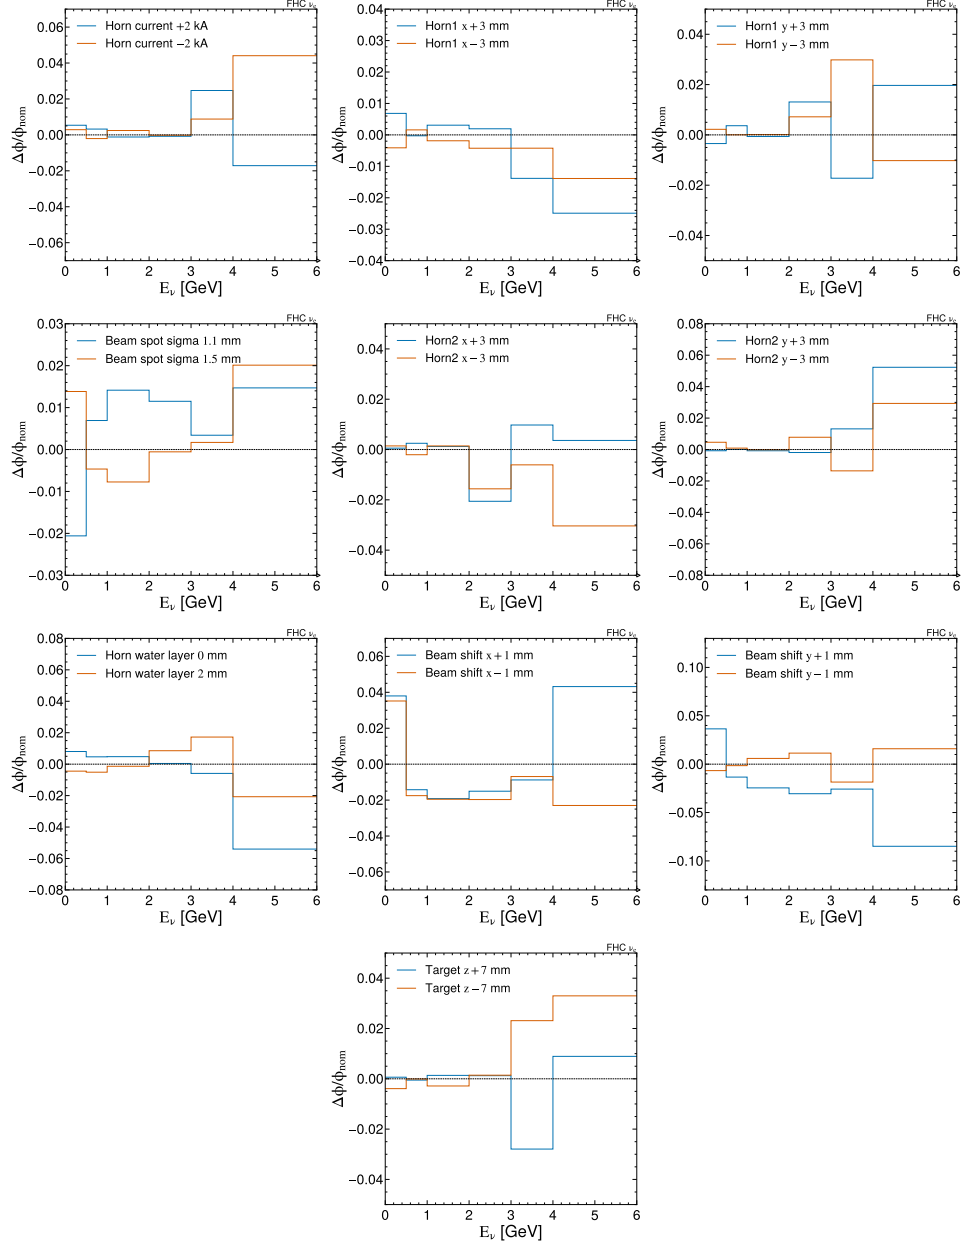 FHC νe
Horn current +2 kA
Horn current −2 kA
0.06
0.04
0.02
0.00
−0.02
−0.04
−0.06
Δϕ/ϕnom
0 1 2 3 4 5 6
Eν [GeV]
FHC νe
Horn1 x+3 mm
Horn1 x−3 mm
0.04
0.03
0.02
0.01
0.00
−0.01
−0.02
−0.03
−0.04
Δϕ/ϕnom
0 1 2 3 4 5 6
Eν [GeV]
FHC νe
Horn1 y+3 mm
Horn1 y−3 mm
0.04
0.02
0.00
−0.02
−0.04
Δϕ/ϕnom
0 1 2 3 4 5 6
Eν [GeV]
FHC νe
Beam spot sigma 1.1 mm
Beam spot sigma 1.5 mm
0.03
0.02
0.01
0.00
−0.01
−0.02
−0.03
Δϕ/ϕnom
0 1 2 3 4 5 6
Eν [GeV]
FHC νe
Horn2 x+3 mm
Horn2 x−3 mm
0.04
0.02
0.00
−0.02
−0.04
Δϕ/ϕnom
0 1 2 3 4 5 6
Eν [GeV]
FHC νe
Horn2 y+3 mm
Horn2 y−3 mm
0.08
0.06
0.04
0.02
0.00
−0.02
−0.04
−0.06
−0.08
Δϕ/ϕnom
0 1 2 3 4 5 6
Eν [GeV]
FHC νe
Horn water layer 0 mm
Horn water layer 2 mm
0.08
0.06
0.04
0.02
0.00
−0.02
−0.04
−0.06
−0.08
Δϕ/ϕnom
0 1 2 3 4 5 6
Eν [GeV]
FHC νe
Beam shift x+1 mm
Beam shift x−1 mm
0.06
0.04
0.02
0.00
−0.02
−0.04
−0.06
Δϕ/ϕnom
0 1 2 3 4 5 6
Eν [GeV]
FHC νe
Beam shift y+1 mm
Beam shift y−1 mm
0.10
0.05
0.00
−0.05
−0.10
Δϕ/ϕnom
0 1 2 3 4 5 6
Eν [GeV]
FHC νe
Target z+7 mm
Target z−7 mm
0.04
0.02
0.00
−0.02
−0.04
Δϕ/ϕnom
0 1 2 3 4 5 6
Eν [GeV]